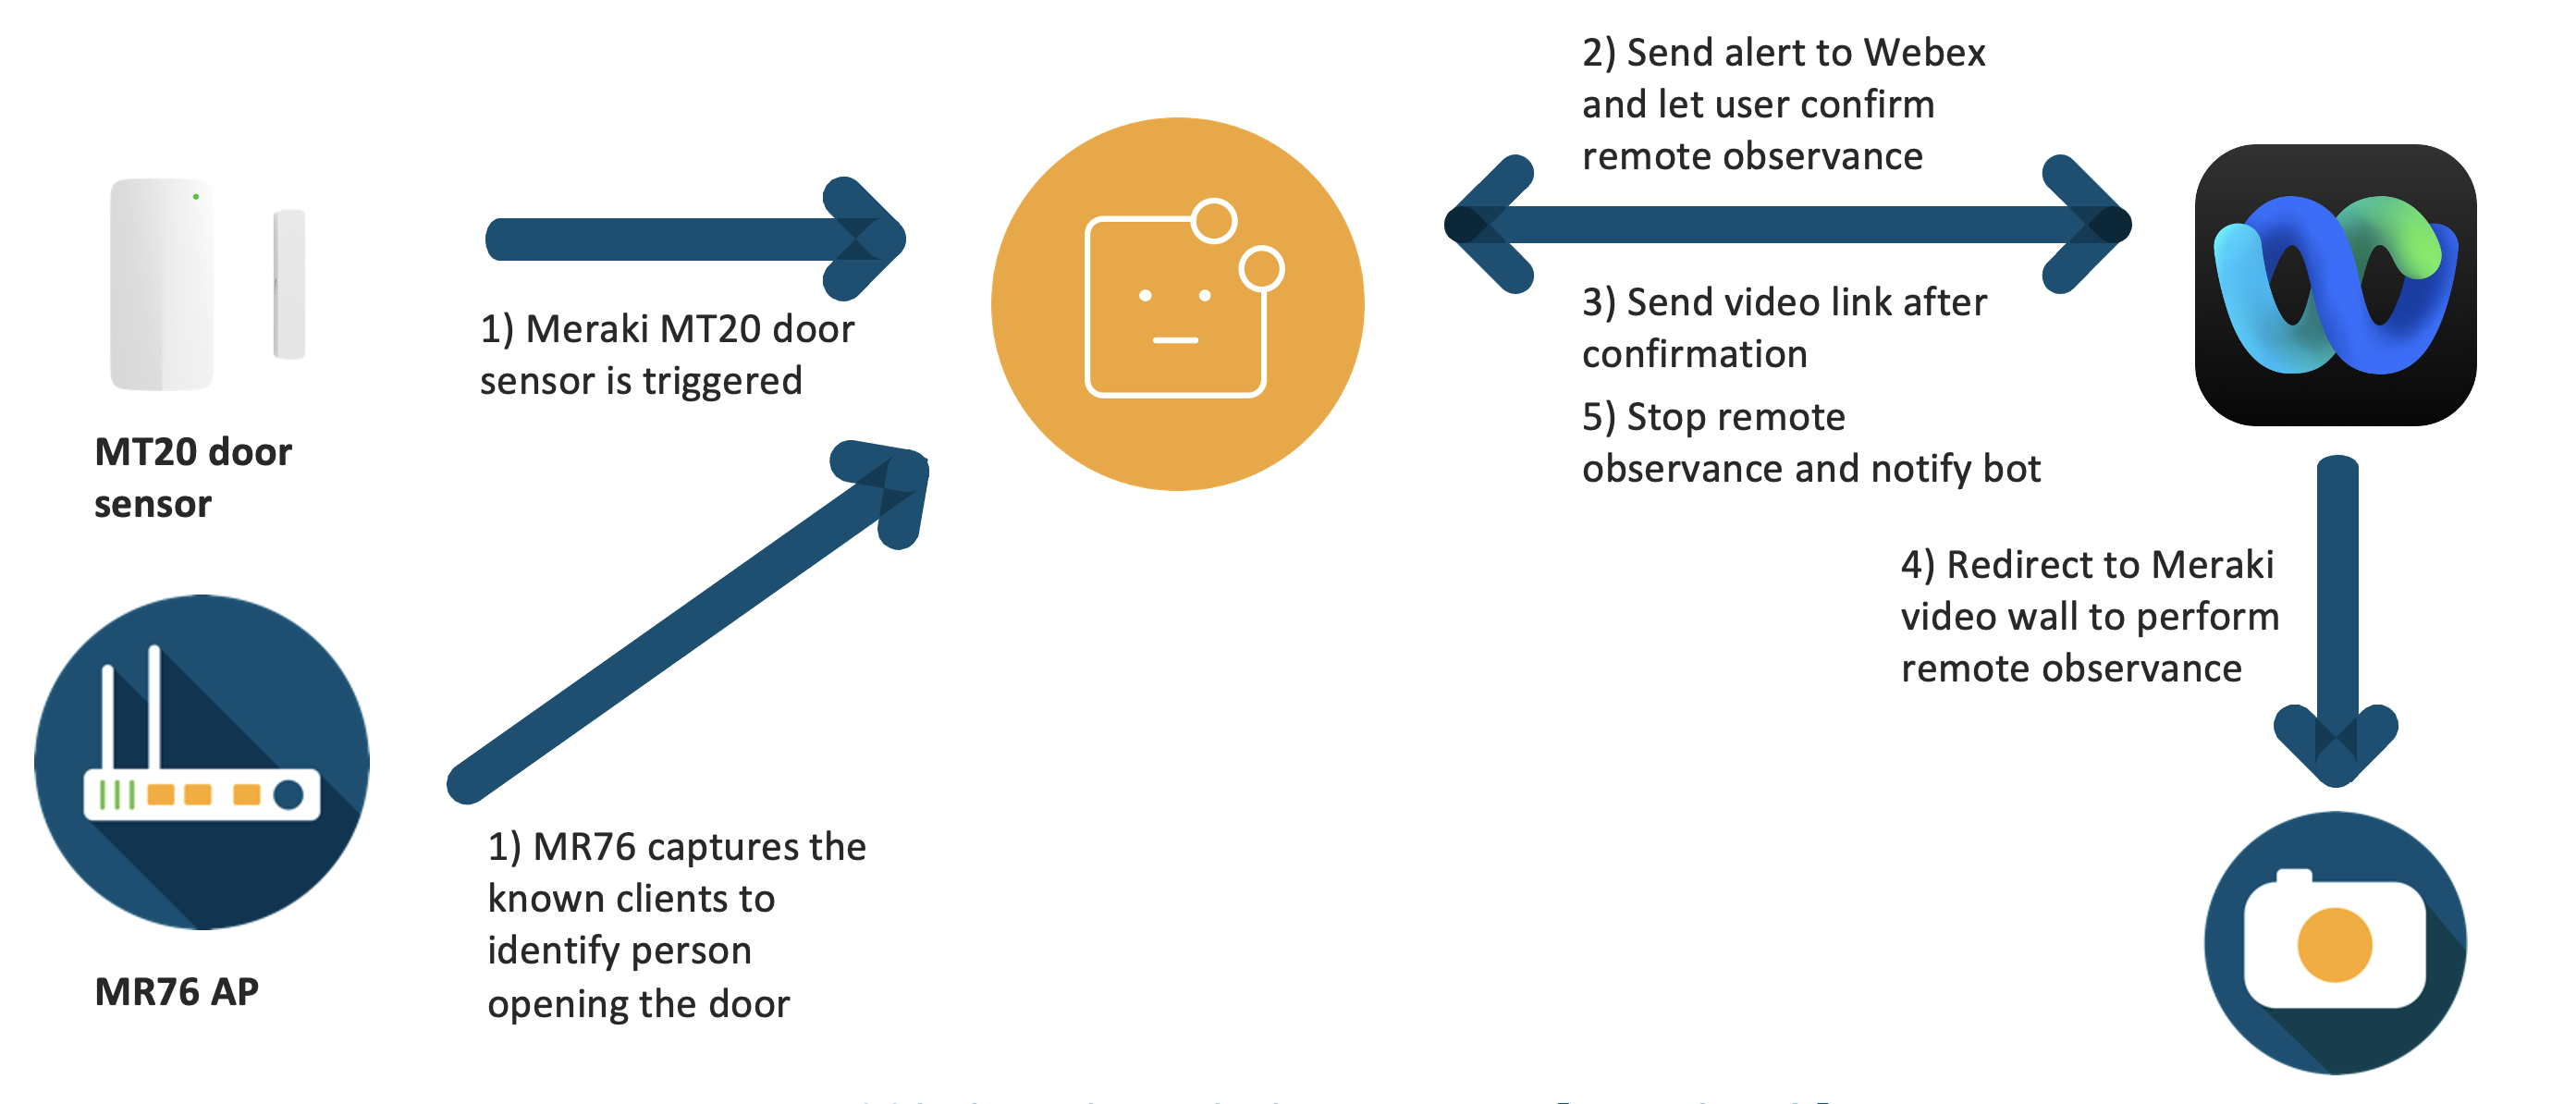 MT20 door
sensor
MR76 AP
1) Meraki MT20 door
sensor is triggered
1) MR76 captures the
known clients to
identify person
opening the door
2) Send alert to Webex
and let user confirm
remote observance
3) Send video link after
confirmation
5) Stop remote
observance and notify bot
4) Redirect to Meraki
video wall to perform
remote observance